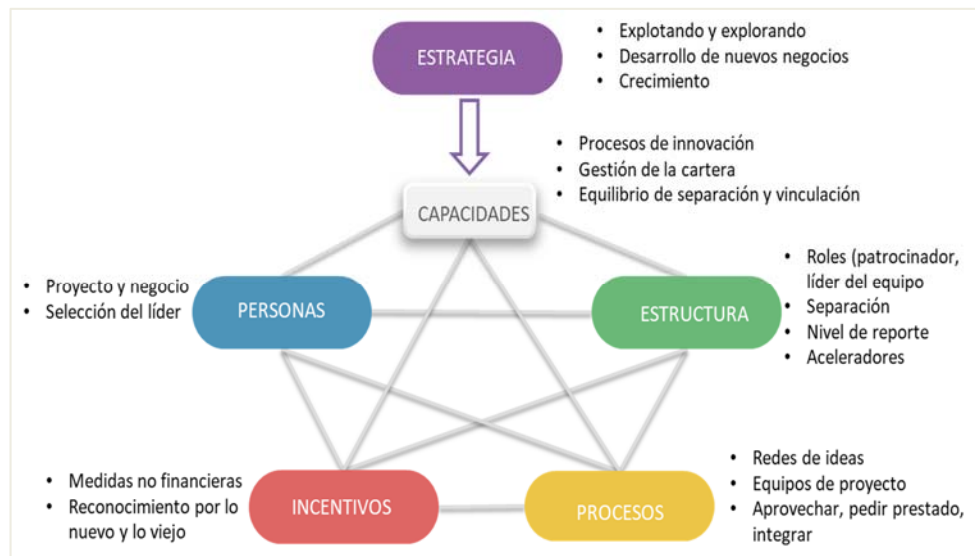 ESTRATEGIA
• Explotando y explorando
• Desarrollo de nuevos negocios
• Crecimiento
• Procesos de innovación
• Gestión de la cartera
• Equilibrio de separación y vinculación
CAPACIDADES
• Proyecto y negocio
• Selección del líder
PERSONAS
ESTRUCTURA
• Roles (patrocinador,
líder del equipo
• Separación
• Nivel de reporte
• Aceleradores
• Medidas no financieras
• Reconocimiento por lo
nuevo y lo viejo
INCENTIVOS
PROCESOS
• Redes de ideas
• Equipos de proyecto
• Aprovechar, pedir prestado,
integrar